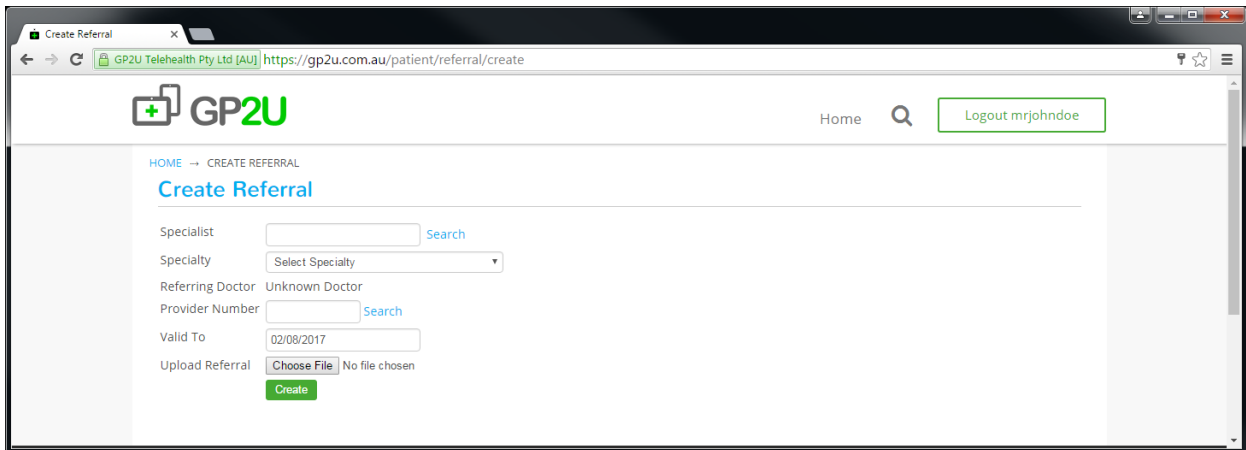 Create Referral
GP2U Telehealth Pty Ltd [AU] https://gp2u.com.au/patient/referral/create
GP2U
Home Logout mrjohndoe
HOME → CREATE REFERRAL
Create Referral
Specialist Search
Specialty Select Specialty
Referring Doctor Unknown Doctor
Provider Number Search
Valid To 02/08/2017
Upload Referral Choose File No file chosen
Create